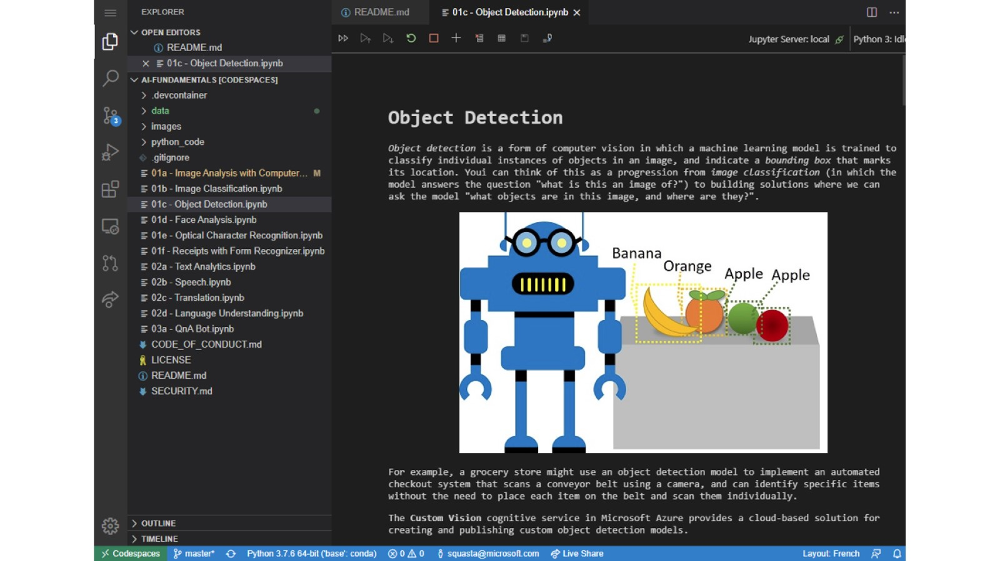 EXPLORER
OPEN EDITORS
README.md
01c - Object Detection.ipynb
AI-FUNDAMENTALS [CODESPACES]
.devcontainer
data
images
python_code
.gitignore
01a - Image Analysis with Computer... M
01b - Image Classification.ipynb
01c - Object Detection.ipynb
01d - Face Analysis.ipynb
01e - Optical Character Recognition.ipynb
01f - Receipts with Form Recognizer.ipynb
02a - Text Analytics.ipynb
02b - Speech.ipynb
02c - Translation.ipynb
02d - Language Understanding.ipynb
03a - QnA Bot.ipynb
CODE_OF_CONDUCT.md
LICENSE
README.md
SECURITY.md
OUTLINE
TIMELINE
3
README.md
01c - Object Detection.ipynb
Jupyter Server: local
Python 3: Idl
Object Detection
Object detection is a form of computer vision in which a machine learning model is trained to
classify individual instances of objects in an image, and indicate a bounding box that marks
its location. Youi can think of this as a progression from image classification (in which the
model answers the question "what is this an image of?") to building solutions where we can
ask the model "what objects are in this image, and where are they?".
Banana
Orange
Apple
Apple
For example, a grocery store might use an object detection model to implement an automated
checkout system that scans a conveyor belt using a camera, and can identify specific items
without the need to place each item on the belt and scan them individually.
The Custom Vision cognitive service in Microsoft Azure provides a cloud-based solution for
creating and publishing custom object detection models.
Codespaces
master*
Python 3.7.6 64-bit ('base': conda)
0
0
squasta@microsoft.com
Live Share
Layout: French